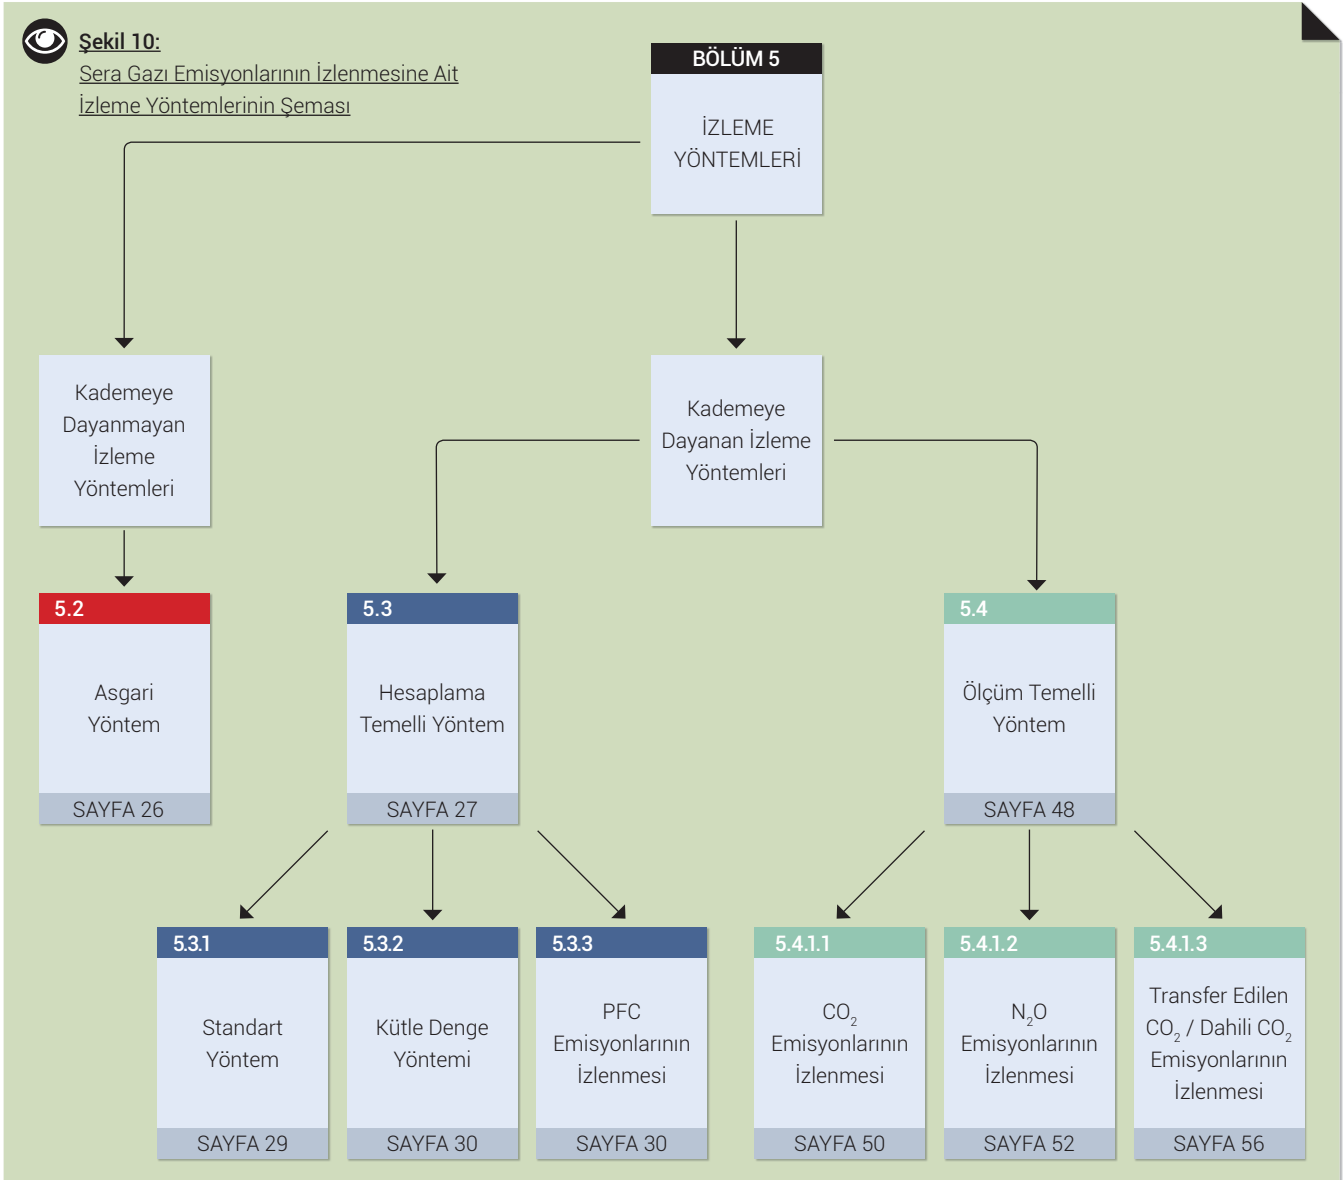 Şekil 10:
Sera Gazı Emisyonlarının İzlenmesine Ait
İzleme Yöntemlerinin Şeması
BÖLÜM 5
İZLEME
YÖNTEMLERİ
Kademeye
Dayanmayan
İzleme
Yöntemleri
Kademeye
Dayanan İzleme
Yöntemleri
5.2
Asgari
Yöntem
SAYFA 26
5.3
Hesaplama
Temelli Yöntem
SAYFA 27
5.4
Ölçüm Temelli
Yöntem
SAYFA 48
5.3.1
Standart
Yöntem
SAYFA 29
5.3.2
Kütle Denge
Yöntemi
SAYFA 30
5.3.3
PFC
Emisyonlarının
İzlenmesi
SAYFA 30
5.4.1.1
CO₂
Emisyonlarının
İzlenmesi
SAYFA 50
5.4.1.2
N₂O
Emisyonlarının
İzlenmesi
SAYFA 52
5.4.1.3
Transfer Edilen
CO₂ / Dahili CO₂
Emisyonlarının
İzlenmesi
SAYFA 56